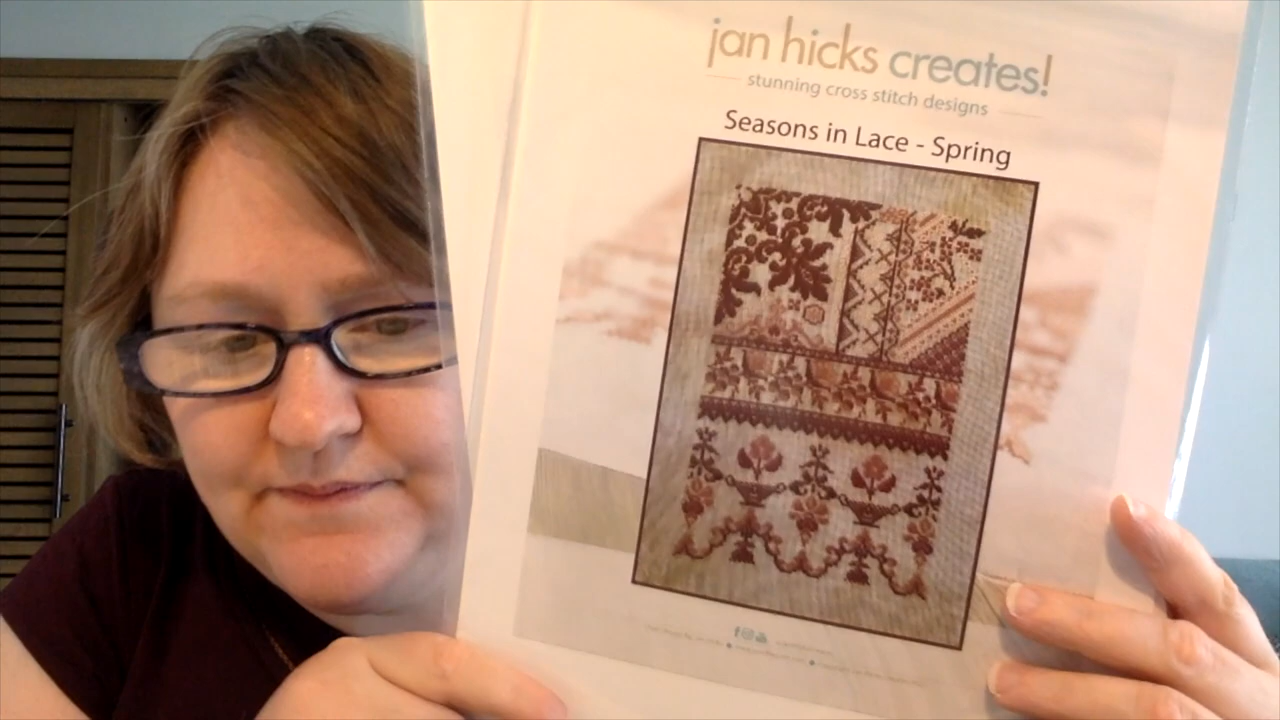 jan hicks creates!
stunning cross stitch designs
Seasons in Lace - Spring